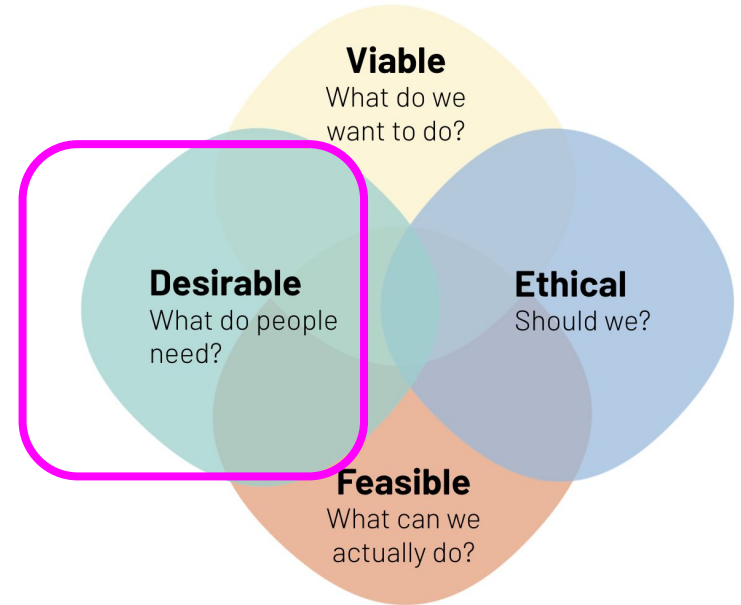 Viable
What do we
want to do?
Desirable
What do people
need?
Ethical
Should we?
Feasible
What can we
actually do?